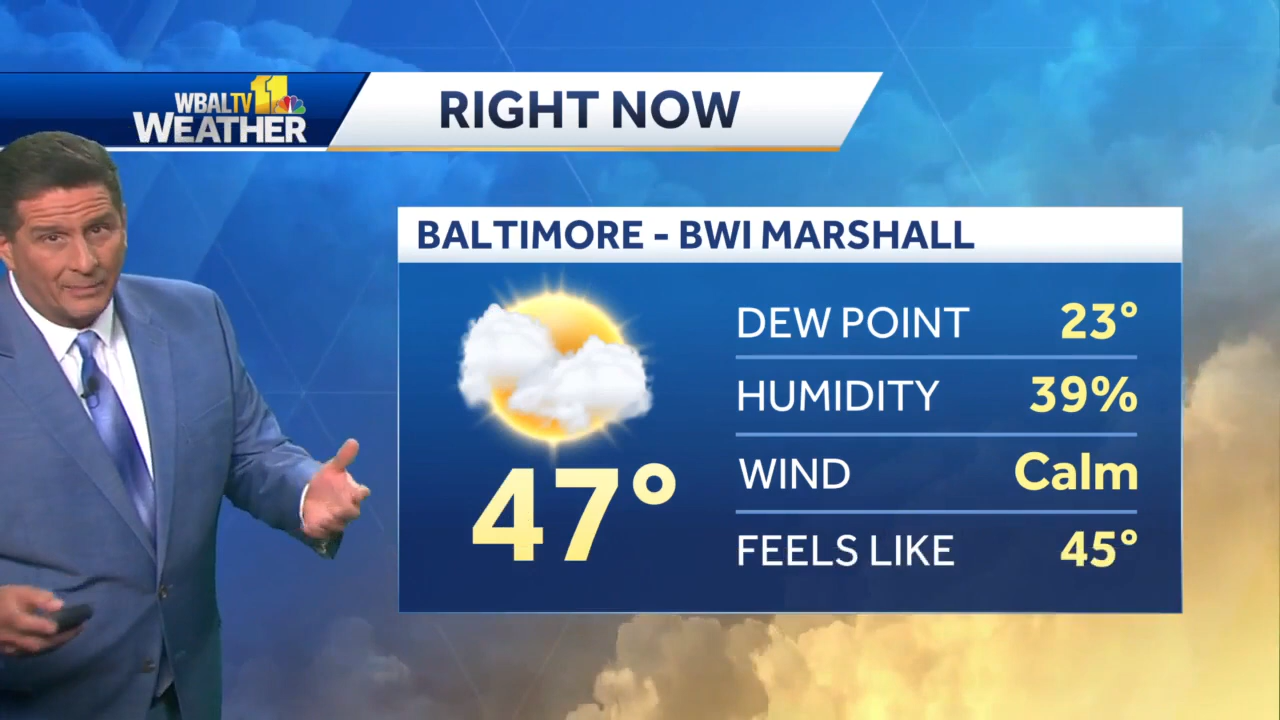 WBALTV 11
WEATHER
RIGHT NOW
BALTIMORE - BWI MARSHALL
DEW POINT 23°
HUMIDITY 39%
WIND Calm
FEELS LIKE 45°
47°